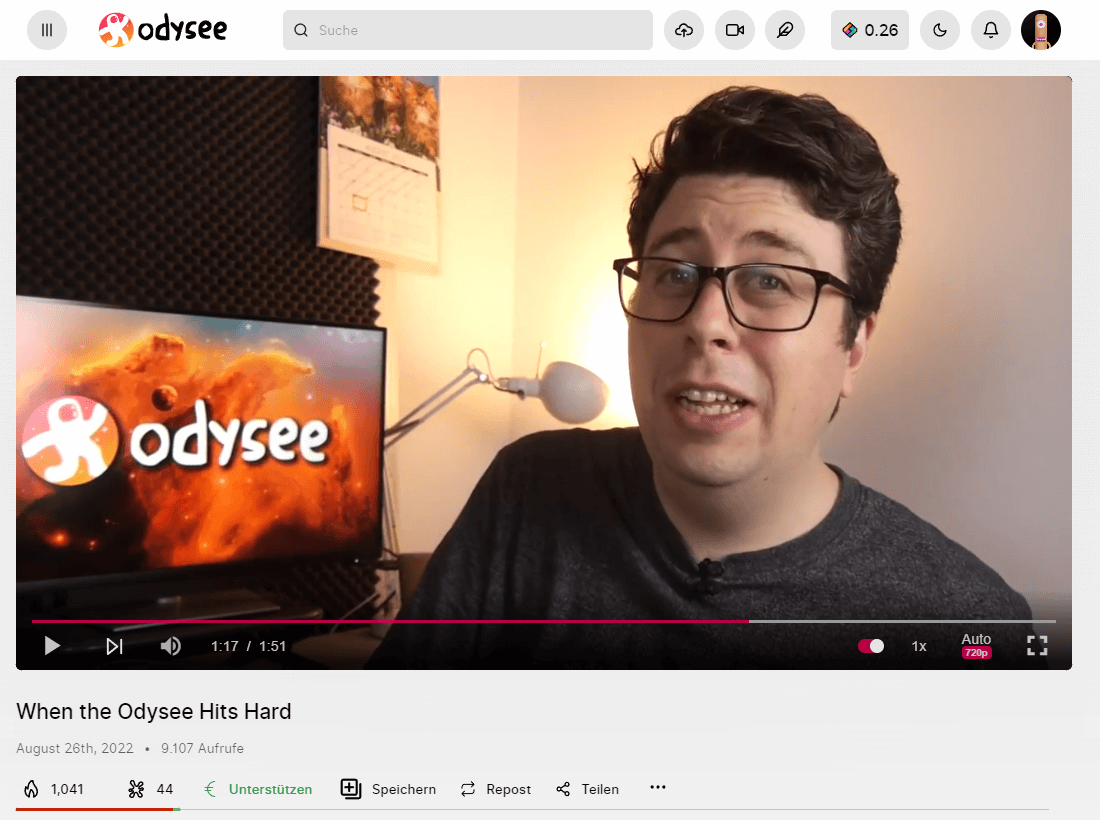 odysee
Suche
0.26
odysee
1:17 / 1:51
1x
Auto
720p
When the Odysee Hits Hard
August 26th, 2022 • 9.107 Aufrufe
1,041
44
Unterstützen
Speichern
Repost
Teilen